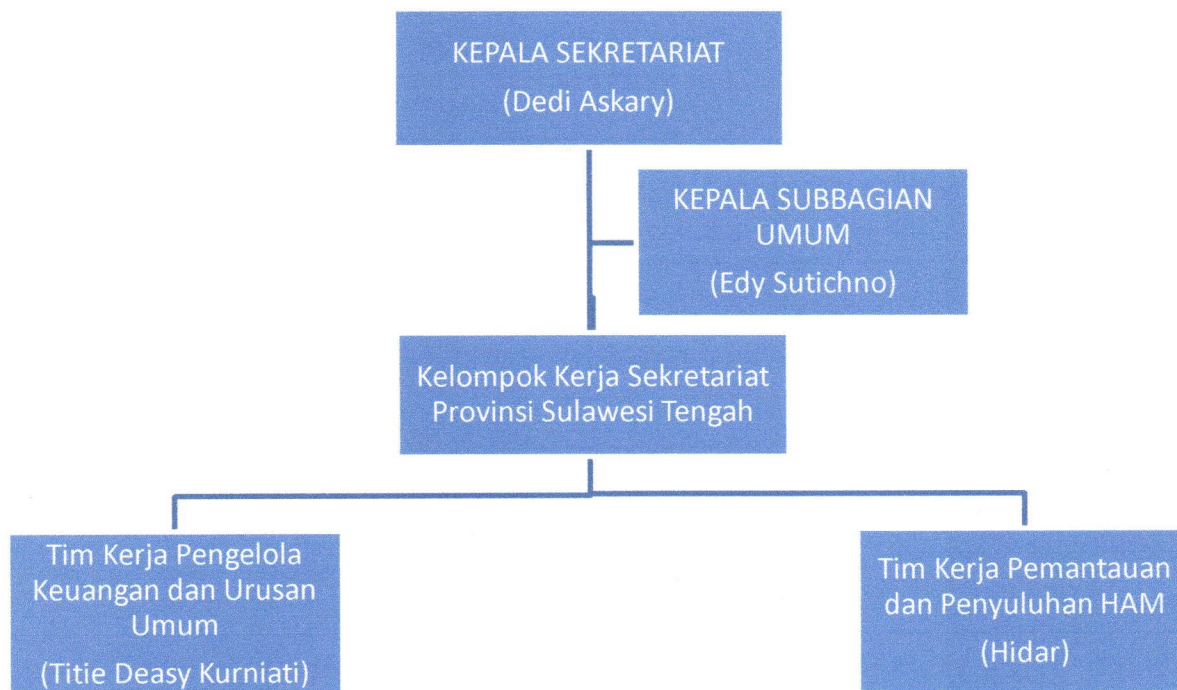 KEPALA SEKRETARIAT
(Dedi Askary)
KEPALA SUBBAGIAN
UMUM
(Edy Sutichno)
Kelompok Kerja Sekretariat
Provinsi Sulawesi Tengah
Tim Kerja Pengelola
Keuangan dan Urusan
Umum
(Titie Deasy Kurniati)
Tim Kerja Pemantauan
dan Penyuluhan HAM
(Hidar)